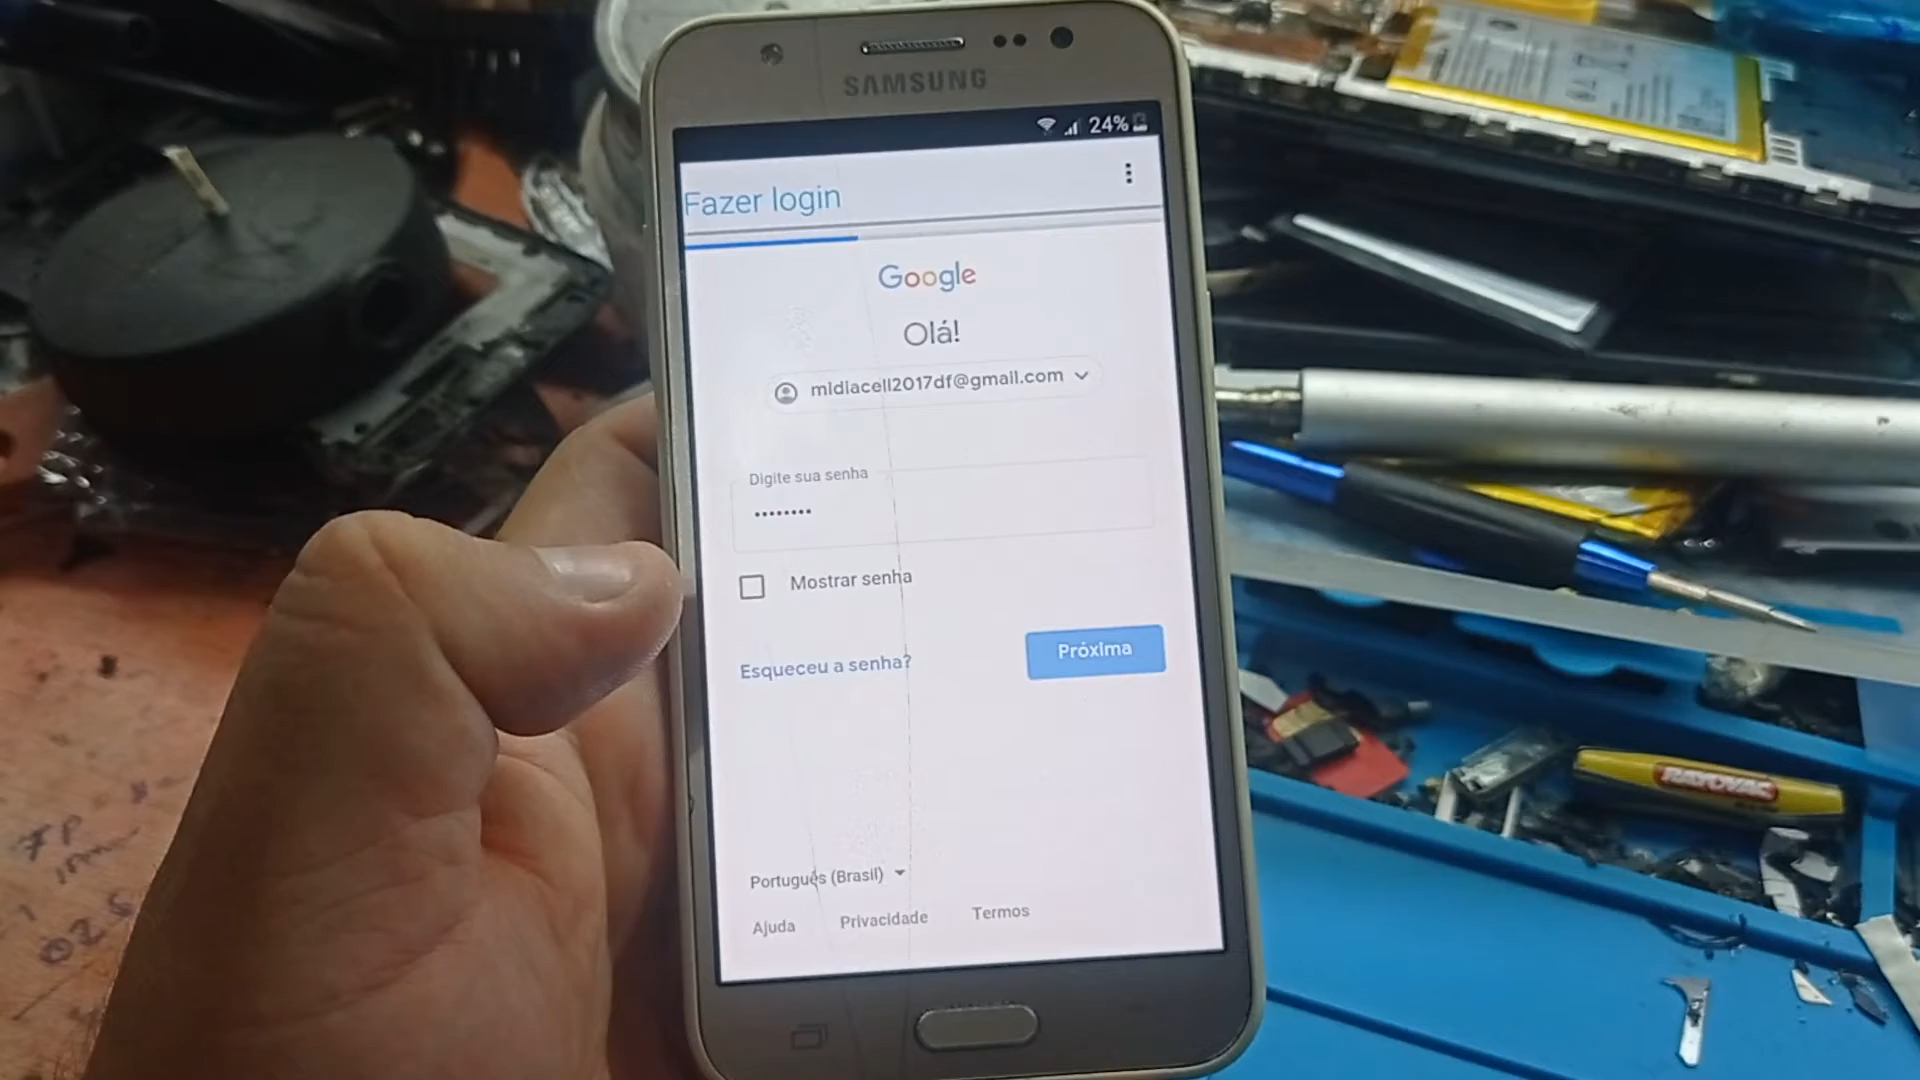 SAMSUNG
24%
Fazer login
Google
Olá!
midiacell2017df@gmail.com
Digite sua senha
••••••••
Mostrar senha
Esqueceu a senha?
Próxima
Português (Brasil)
Ajuda
Privacidade
Termos
RAYOVAC